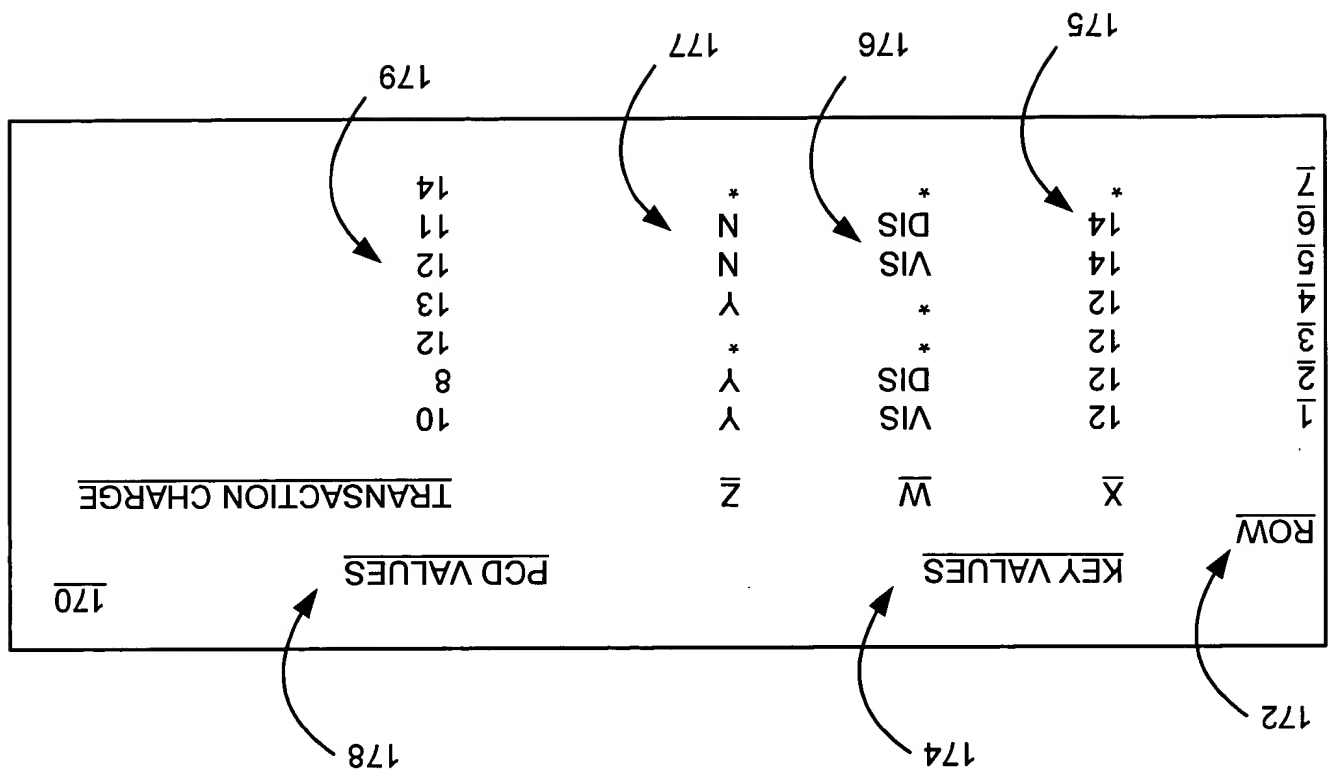 174 178
172
170
KEY VALUES PCD VALUES
ROW
X W Z TRANSACTION CHARGE
1 12 VIS Y 10
2 12 DIS Y 8
3 12 * * 12
4 12 * Y 13
5 14 VIS N 12
6 14 DIS N 11
7 * * * 14
179
175 176 177